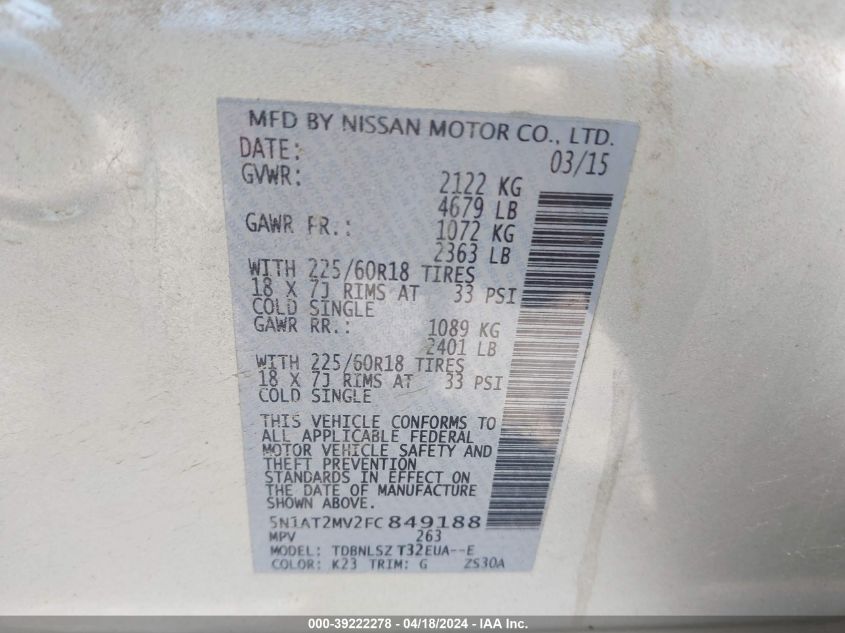 MFD BY NISSAN MOTOR CO., LTD.
DATE: 03/15
GVWR: 2122 KG
4679 LB
GAWR FR.: 1072 KG
2363 LB
WITH 225/60R18 TIRES
18 X 7J RIMS AT 33 PSI
COLD SINGLE
GAWR RR.: 1089 KG
2401 LB
WITH 225/60R18 TIRES
18 X 7J RIMS AT 33 PSI
COLD SINGLE
THIS VEHICLE CONFORMS TO
ALL APPLICABLE FEDERAL
MOTOR VEHICLE SAFETY AND
THEFT PREVENTION
STANDARDS IN EFFECT ON
THE DATE OF MANUFACTURE
SHOWN ABOVE.
5N1AT2MV2FC849188
MPV 263
MODEL: TDBNLSZ T32EUA--E
COLOR: K23 TRIM: G ZS30A
000-39222278 - 04/18/2024 - IAA Inc.